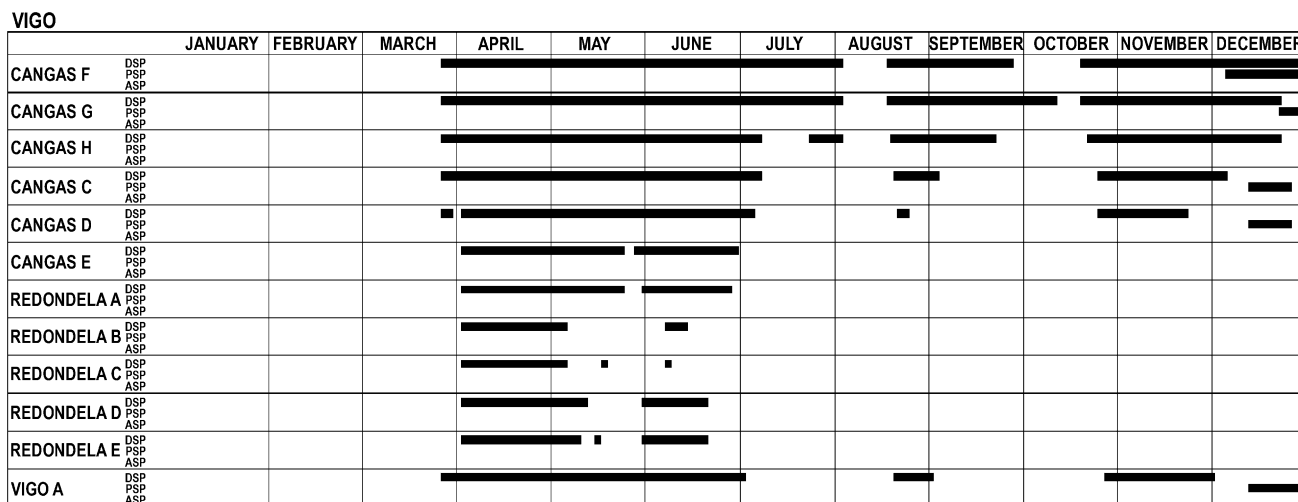 VIGO
JANUARY FEBRUARY MARCH APRIL MAY JUNE JULY AUGUST SEPTEMBER OCTOBER NOVEMBER DECEMBER
CANGAS F DSP
PSP
ASP
CANGAS G DSP
PSP
ASP
CANGAS H DSP
PSP
ASP
CANGAS C DSP
PSP
ASP
CANGAS D DSP
PSP
ASP
CANGAS E DSP
PSP
ASP
REDONDELA A DSP
PSP
ASP
REDONDELA B DSP
PSP
ASP
REDONDELA C DSP
PSP
ASP
REDONDELA D DSP
PSP
ASP
REDONDELA E DSP
PSP
ASP
VIGO A DSP
PSP
ASP